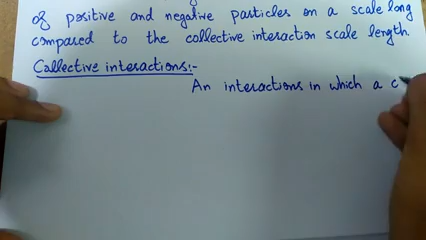 of positive and negative particles on a scale long
compared to the collective interaction scale length.
Collective interactions:-
An interactions in which a c